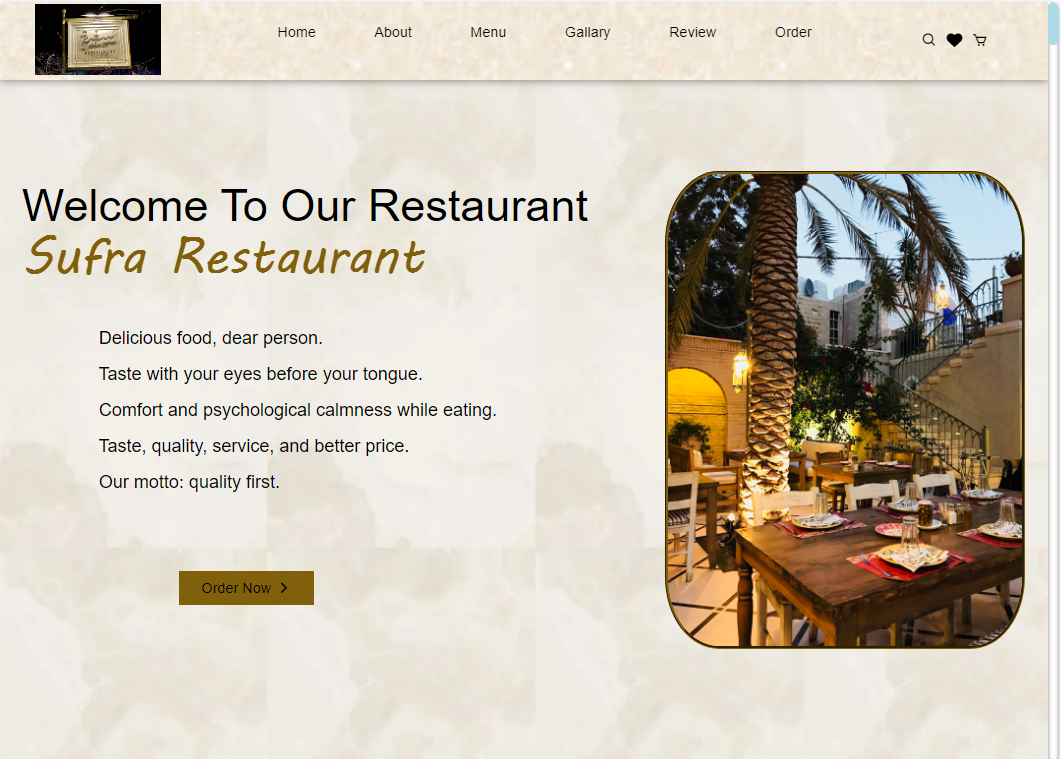 Home About Menu Gallary Review Order
Welcome To Our Restaurant
Sufra Restaurant
Delicious food, dear person.
Taste with your eyes before your tongue.
Comfort and psychological calmness while eating.
Taste, quality, service, and better price.
Our motto: quality first.
Order Now